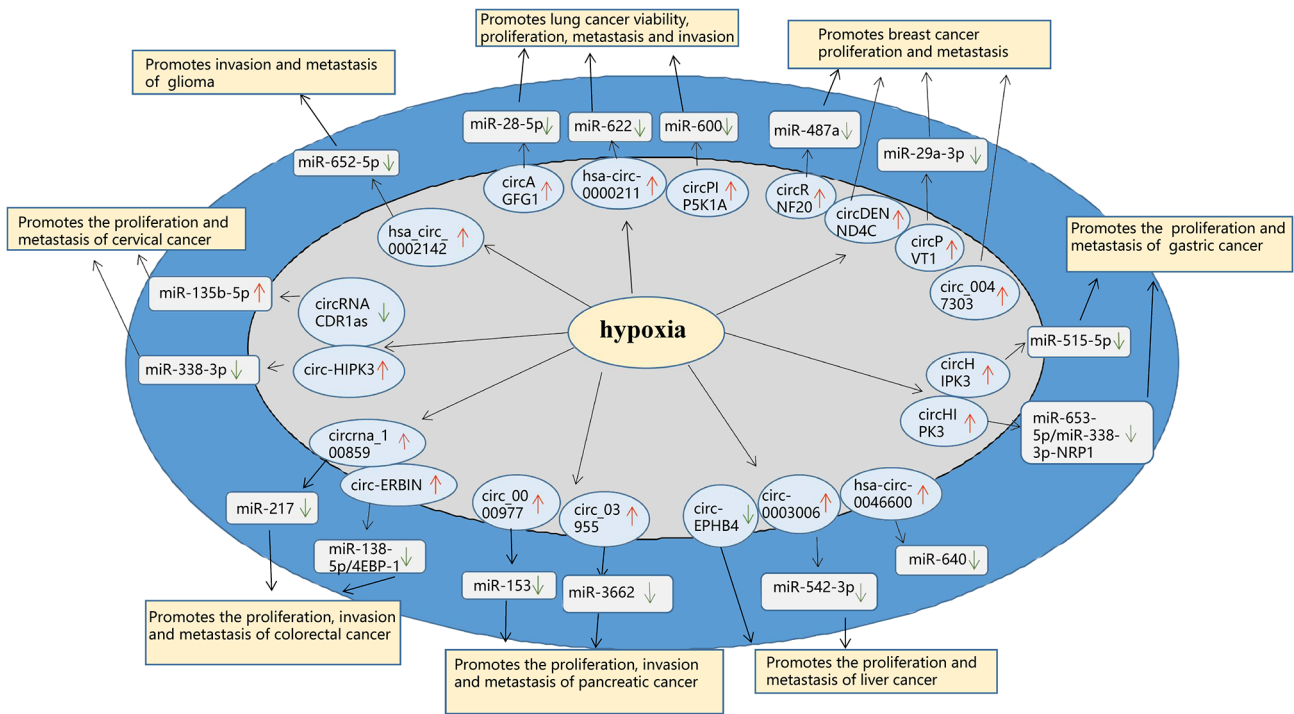 Promotes lung cancer viability,
proliferation, metastasis and invasion
Promotes breast cancer
proliferation and metastasis
Promotes invasion and metastasis
of glioma
miR-28-5p↓
miR-622↓
miR-600↓
miR-487a↓
miR-29a-3p↓
miR-652-5p↓
circA
GFG1↑
hsa-circ-
0000211↑
circPI
P5K1A↑
circR
NF20↑
circDEN
ND4C↑
circP
VT1↑
circ_004
7303↑
hsa_circ_
0002142↑
Promotes the proliferation and
metastasis of cervical cancer
Promotes the proliferation and
metastasis of gastric cancer
miR-135b-5p↑
circRNA
CDR1as↓
hypoxia
miR-338-3p↓
circ-HIPK3↑
circH
IPK3↑
miR-515-5p↓
circHI
PK3↑
miR-653-
5p/miR-338-
3p-NRP1↓
circrna_1
00859↑
circ-ERBIN↑
miR-217↓
miR-138-
5p/4EBP-1↓
circ_00
00977↑
circ_03
955↑
circ-
EPHB4↓
circ-
0003006↑
hsa-circ-
0046600↑
miR-153↓
miR-3662↓
miR-542-3p↓
miR-640↓
Promotes the proliferation, invasion
and metastasis of colorectal cancer
Promotes the proliferation, invasion
and metastasis of pancreatic cancer
Promotes the proliferation and
metastasis of liver cancer